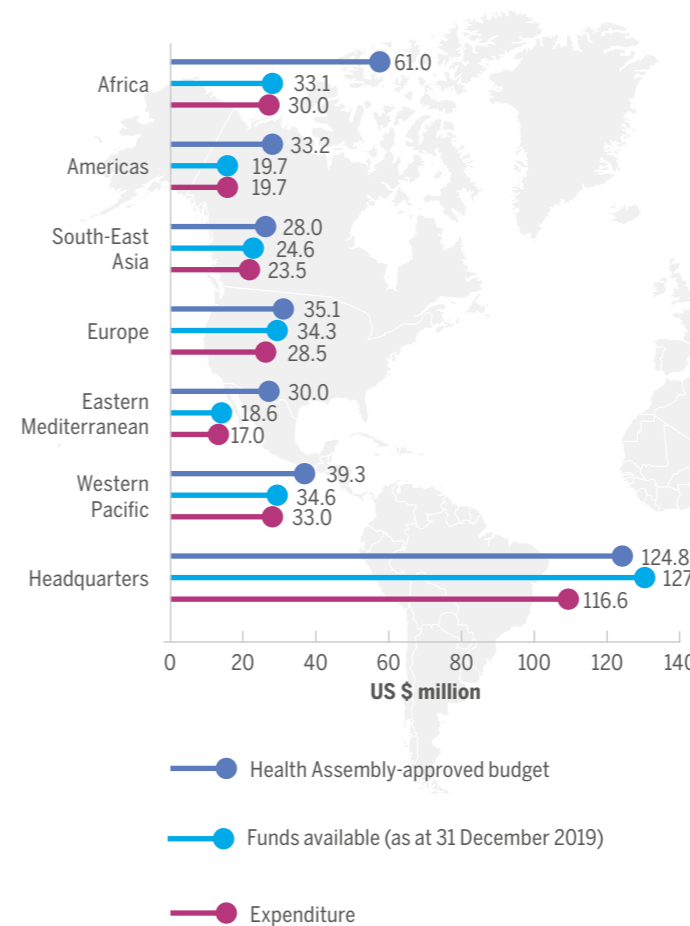 61.0
Africa
33.1
30.0
33.2
Americas
19.7
19.7
28.0
South-East
Asia
24.6
23.5
35.1
Europe
34.3
28.5
30.0
Eastern
Mediterranean
18.6
17.0
39.3
Western
Pacific
34.6
33.0
124.8
Headquarters
127
116.6
0 20 40 60 80 100 120 140
US $ million
Health Assembly-approved budget
Funds available (as at 31 December 2019)
Expenditure